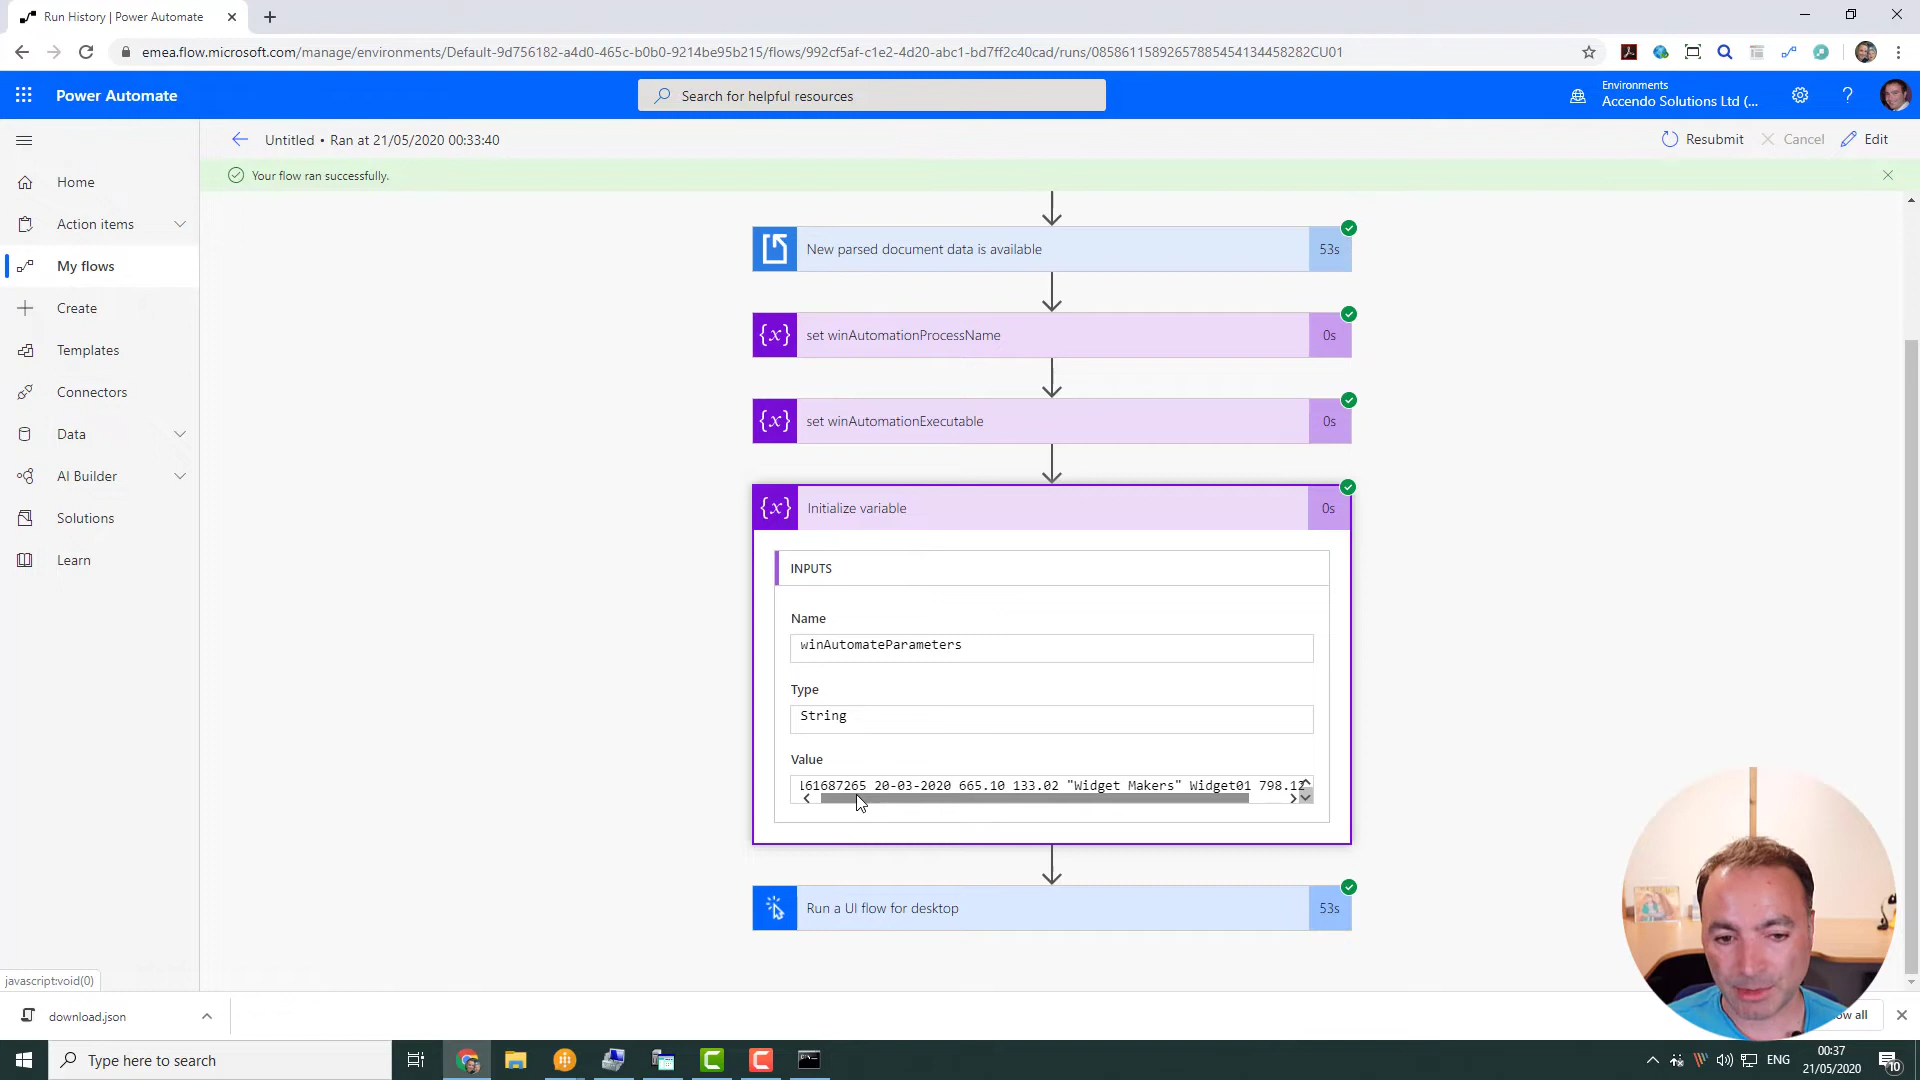 Run History | Power Automate
emea.flow.microsoft.com/manage/environments/Default-9d756182-a4d0-465c-b0b0-9214be95b215/flows/992cf5af-c1e2-4d20-abc1-bd7ff2c40cad/runs/08586115892657885454134458282CU01
Power Automate
Search for helpful resources
Environments
Accendo Solutions Ltd (...
Untitled • Ran at 21/05/2020 00:33:40
Resubmit
Cancel
Edit
Your flow ran successfully.
Home
Action items
My flows
Create
Templates
Connectors
Data
AI Builder
Solutions
Learn
New parsed document data is available
53s
{x} set winAutomationProcessName
0s
{x} set winAutomationExecutable
0s
{x} Initialize variable
0s
INPUTS
Name
winAutomateParameters
Type
String
Value
161687265 20-03-2020 665.10 133.02 "Widget Makers" Widget01 798.12
Run a UI flow for desktop
53s
javascript:void(0)
download.json
ow all
Type here to search
ENG
00:37
21/05/2020
10